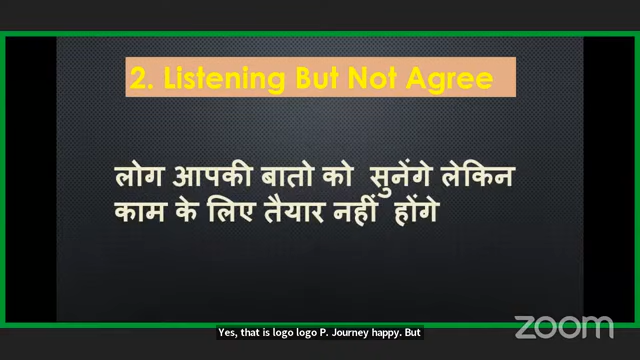 2. Listening But Not Agree
लोग आपकी बातो को सुनेंगे लेकिन
काम के लिए तैयार नहीं होंगे
zoom
Yes, that is logo logo P. Journey happy. But